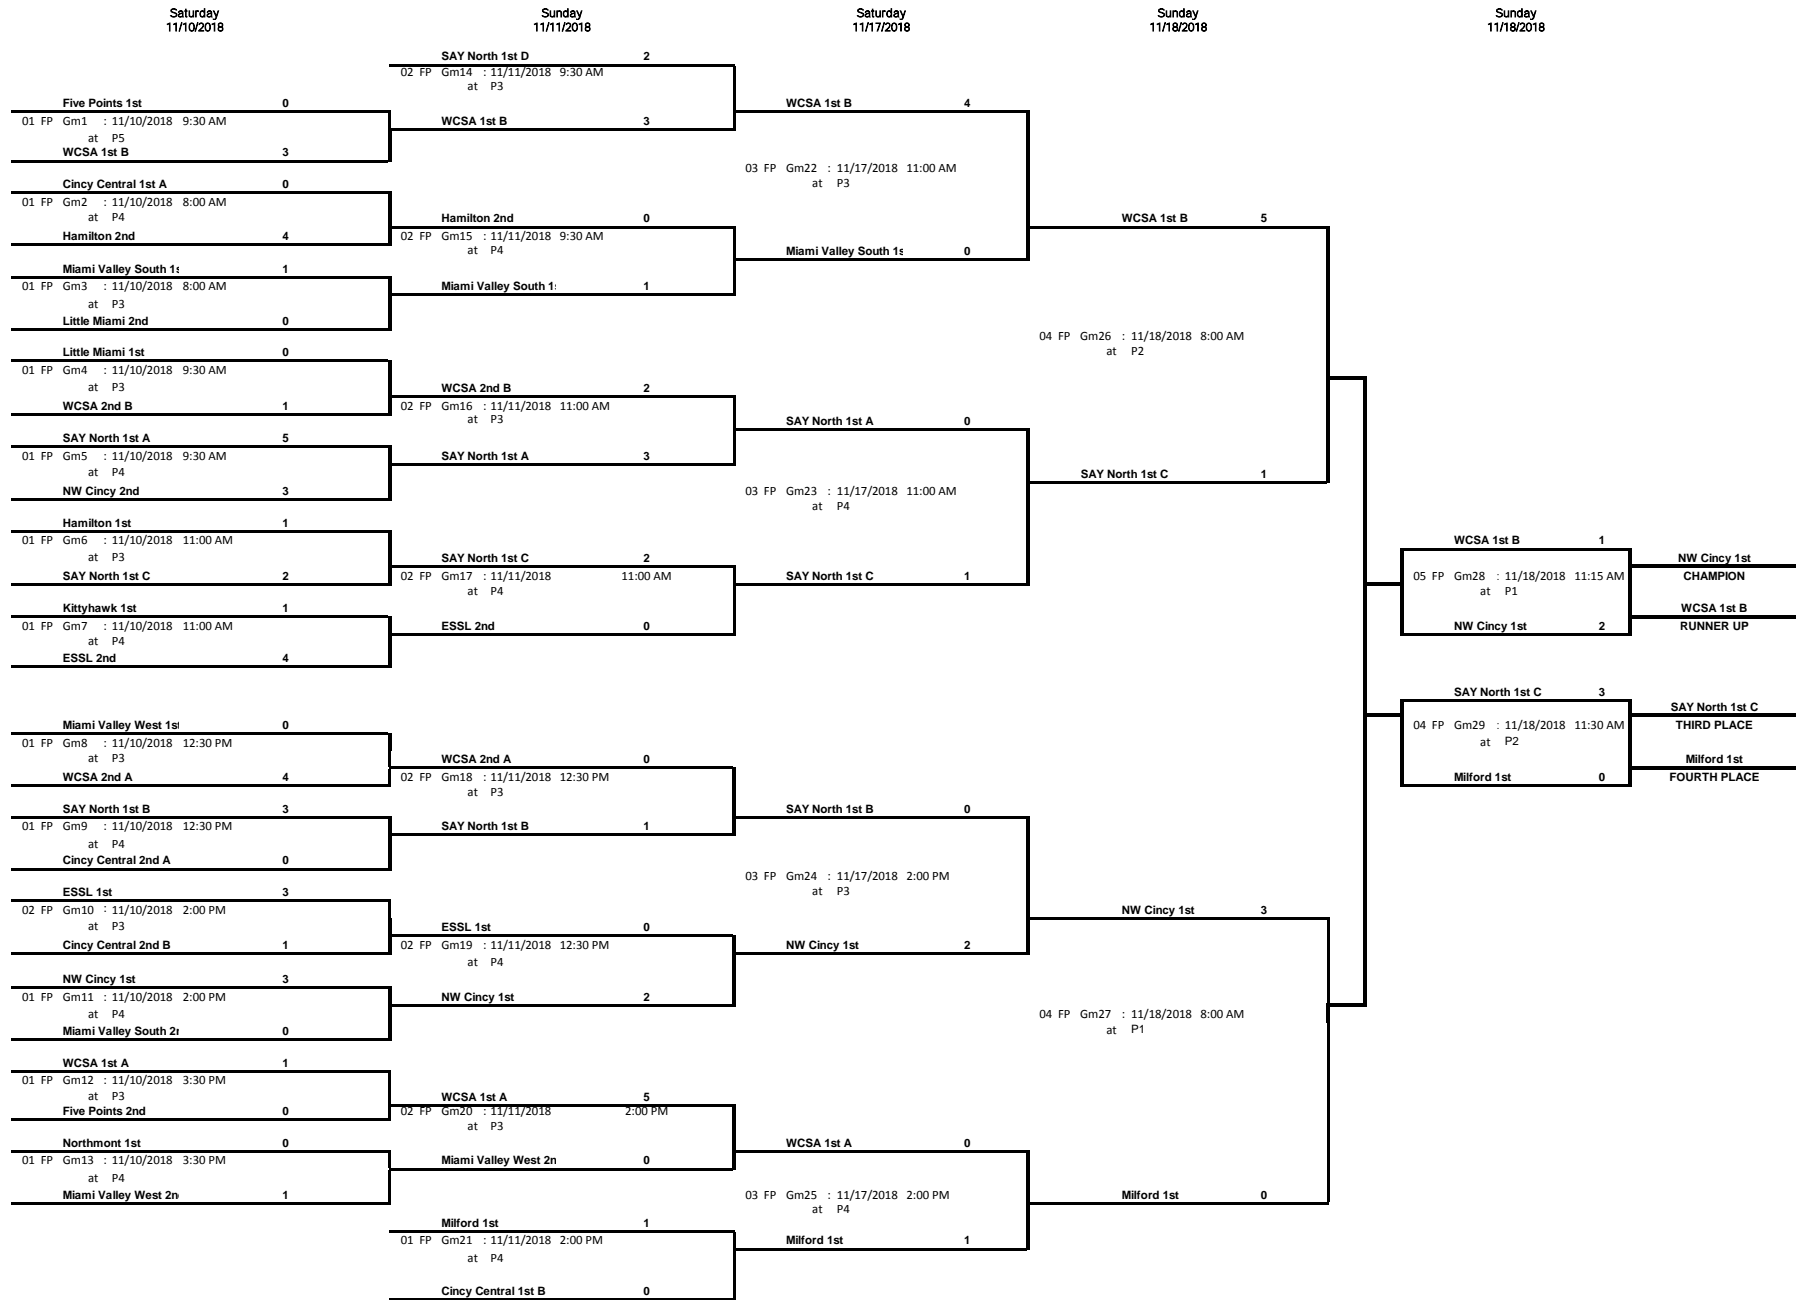 Saturday
11/10/2018
Sunday
11/11/2018
Saturday
11/17/2018
Sunday
11/18/2018
Sunday
11/18/2018
Five Points 1st 0
01 FP Gm1 : 11/10/2018 9:30 AM
at P5
WCSA 1st B 3
Cincy Central 1st A 0
01 FP Gm2 : 11/10/2018 8:00 AM
at P4
Hamilton 2nd 4
Miami Valley South 1s 1
01 FP Gm3 : 11/10/2018 8:00 AM
at P3
Little Miami 2nd 0
Little Miami 1st 0
01 FP Gm4 : 11/10/2018 9:30 AM
at P3
WCSA 2nd B 1
SAY North 1st A 5
01 FP Gm5 : 11/10/2018 9:30 AM
at P4
NW Cincy 2nd 3
Hamilton 1st 1
01 FP Gm6 : 11/10/2018 11:00 AM
at P3
SAY North 1st C 2
Kittyhawk 1st 1
01 FP Gm7 : 11/10/2018 11:00 AM
at P4
ESSL 2nd 4
Miami Valley West 1st 0
01 FP Gm8 : 11/10/2018 12:30 PM
at P3
WCSA 2nd A 4
SAY North 1st B 3
01 FP Gm9 : 11/10/2018 12:30 PM
at P4
Cincy Central 2nd A 0
ESSL 1st 3
02 FP Gm10 : 11/10/2018 2:00 PM
at P3
Cincy Central 2nd B 1
NW Cincy 1st 3
01 FP Gm11 : 11/10/2018 2:00 PM
at P4
Miami Valley South 2n 0
WCSA 1st A 1
01 FP Gm12 : 11/10/2018 3:30 PM
at P3
Five Points 2nd 0
Northmont 1st 0
01 FP Gm13 : 11/10/2018 3:30 PM
at P4
Miami Valley West 2n 1
SAY North 1st D 2
02 FP Gm14 : 11/11/2018 9:30 AM
at P3
WCSA 1st B 3
Hamilton 2nd 0
02 FP Gm15 : 11/11/2018 9:30 AM
at P4
Miami Valley South 1s 1
WCSA 2nd B 2
02 FP Gm16 : 11/11/2018 11:00 AM
at P3
SAY North 1st A 3
SAY North 1st C 2
02 FP Gm17 : 11/11/2018 11:00 AM
at P4
ESSL 2nd 0
WCSA 2nd A 0
02 FP Gm18 : 11/11/2018 12:30 PM
at P3
SAY North 1st B 1
ESSL 1st 0
02 FP Gm19 : 11/11/2018 12:30 PM
at P4
NW Cincy 1st 2
WCSA 1st A 5
02 FP Gm20 : 11/11/2018 2:00 PM
at P3
Miami Valley West 2n 0
Milford 1st 1
01 FP Gm21 : 11/11/2018 2:00 PM
at P4
Cincy Central 1st B 0
WCSA 1st B 4
03 FP Gm22 : 11/17/2018 11:00 AM
at P3
Miami Valley South 1s 0
SAY North 1st A 0
03 FP Gm23 : 11/17/2018 11:00 AM
at P4
SAY North 1st C 1
SAY North 1st B 0
03 FP Gm24 : 11/17/2018 2:00 PM
at P3
NW Cincy 1st 2
WCSA 1st A 0
03 FP Gm25 : 11/17/2018 2:00 PM
at P4
Milford 1st 1
WCSA 1st B 5
04 FP Gm26 : 11/18/2018 8:00 AM
at P2
SAY North 1st C 1
NW Cincy 1st 3
04 FP Gm27 : 11/18/2018 8:00 AM
at P1
Milford 1st 0
WCSA 1st B 1
05 FP Gm28 : 11/18/2018 11:15 AM
at P1
NW Cincy 1st 2
SAY North 1st C 3
04 FP Gm29 : 11/18/2018 11:30 AM
at P2
Milford 1st 0
NW Cincy 1st
CHAMPION
WCSA 1st B
RUNNER UP
SAY North 1st C
THIRD PLACE
Milford 1st
FOURTH PLACE